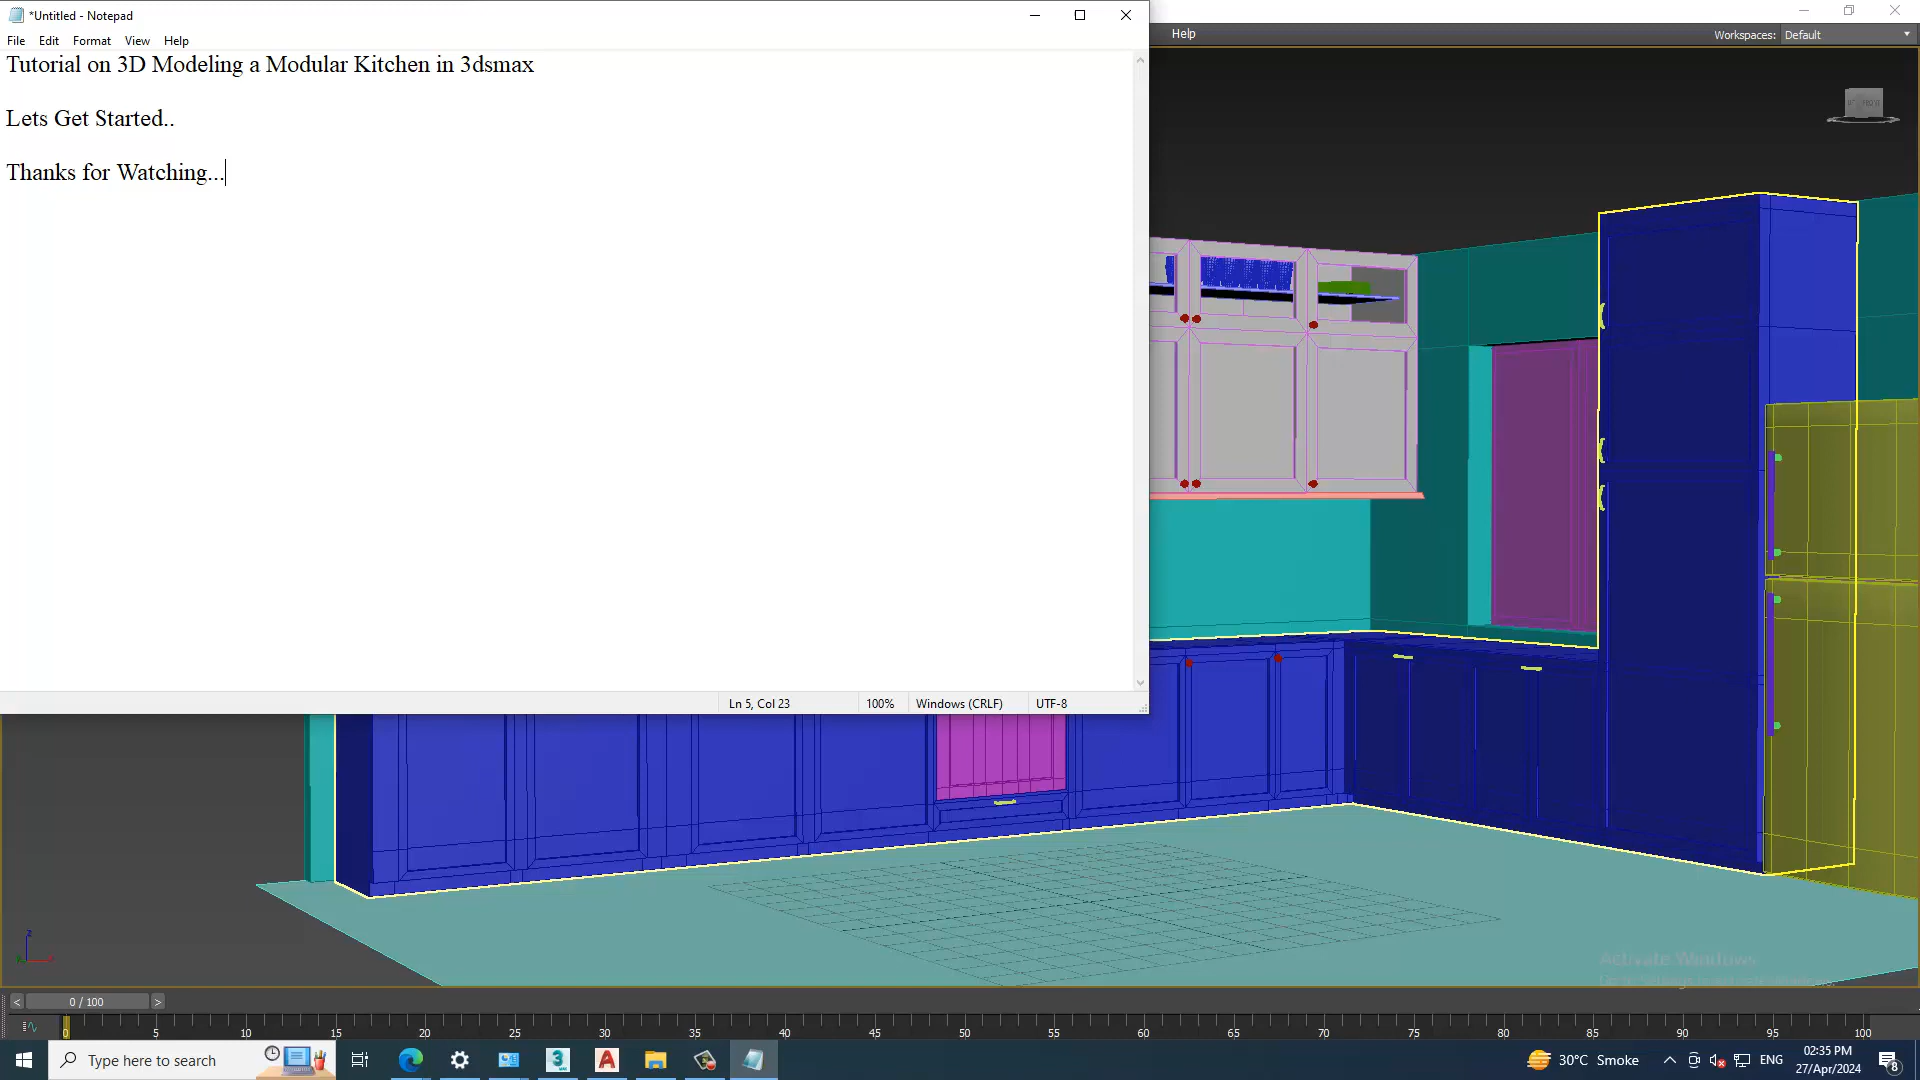 *Untitled - Notepad
File Edit Format View Help
Help
Workspaces: Default
Tutorial on 3D Modeling a Modular Kitchen in 3dsmax
Lets Get Started..
Thanks for Watching...
Ln 5, Col 23 100% Windows (CRLF) UTF-8
Activate Windows
< 0 / 100 >
0 5 10 15 20 25 30 35 40 45 50 55 60 65 70 75 80 85 90 95 100
Type here to search
30°C Smoke
ENG
02:35 PM
27/Apr/2024
8